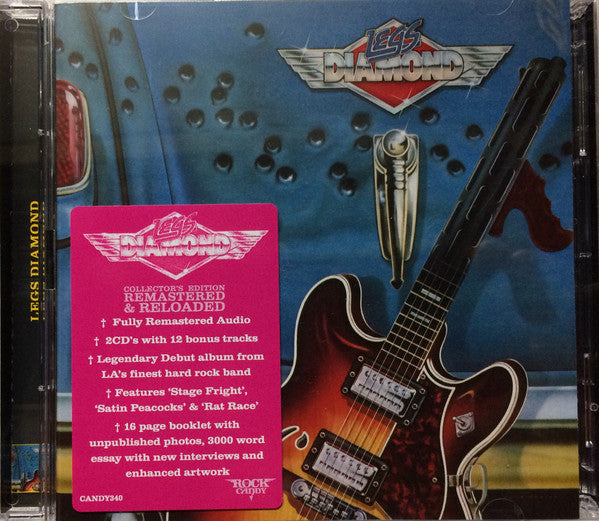 LEGS
DIAMOND
LEGS DIAMOND
LEGS
DIAMOND
COLLECTOR'S EDITION
REMASTERED
& RELOADED
† Fully Remastered Audio
† 2CD's with 12 bonus tracks
† Legendary Debut album from
LA's finest hard rock band
† Features 'Stage Fright',
'Satin Peacocks' & 'Rat Race'
† 16 page booklet with
unpublished photos, 3000 word
essay with new interviews and
enhanced artwork
CANDY340
ROCK
CANDY